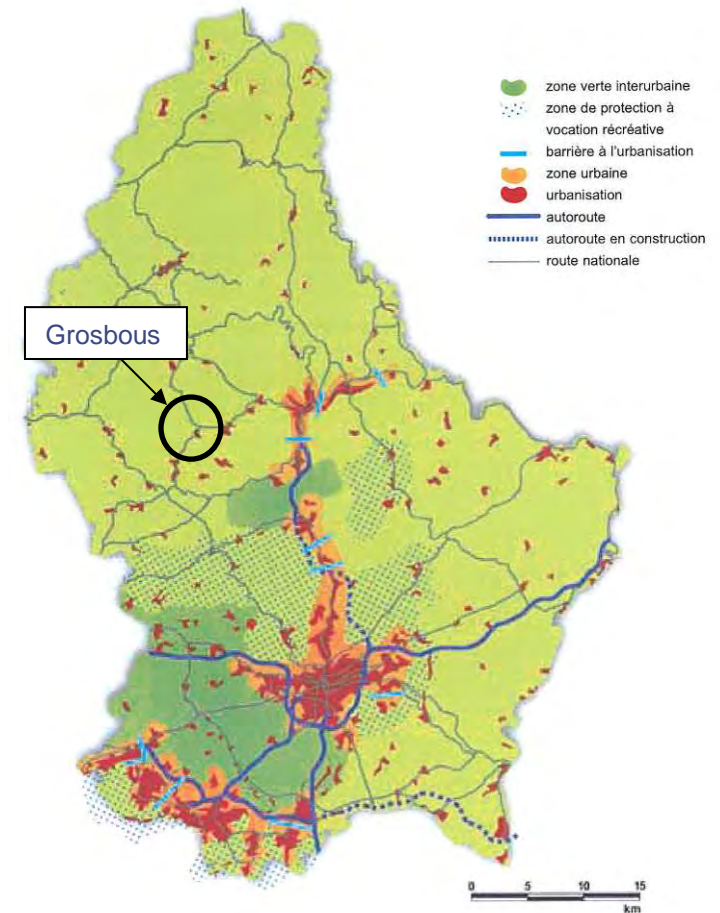 zone verte interurbaine
zone de protection à
vocation récréative
barrière à l'urbanisation
zone urbaine
urbanisation
autoroute
autoroute en construction
route nationale
Grosbous
0 5 10 15
km